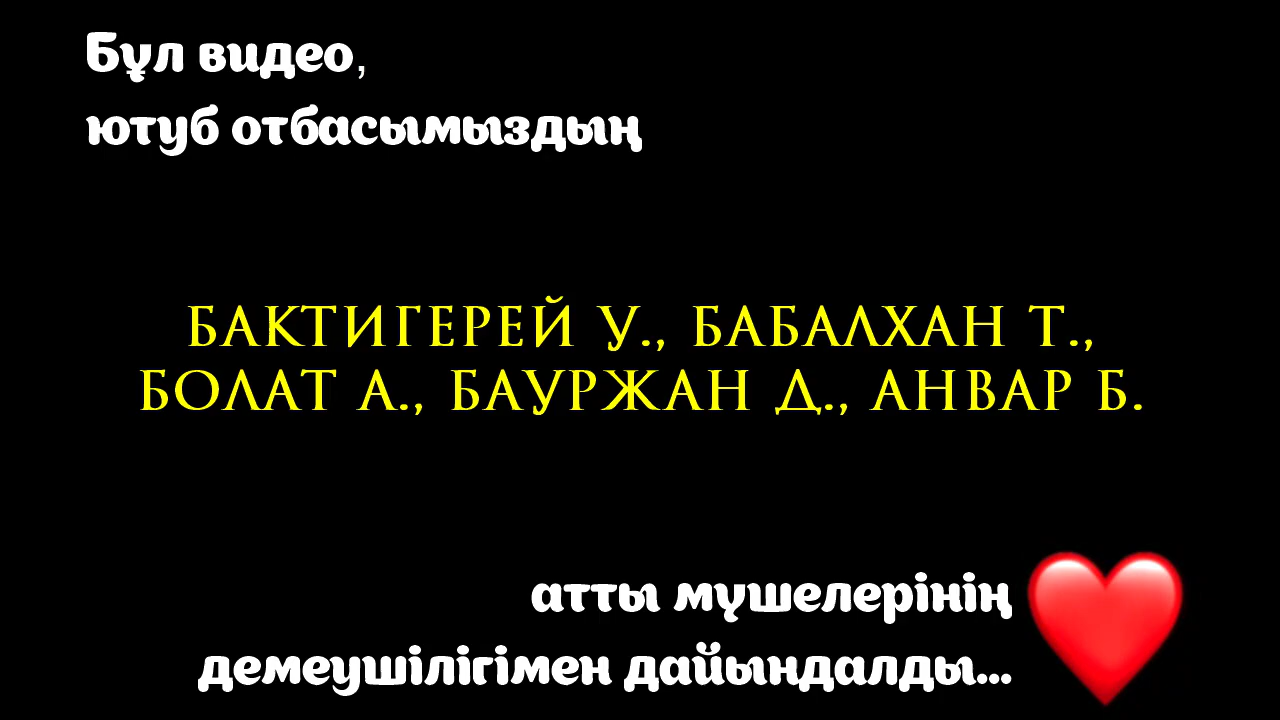 Бұл видео,
ютуб отбасымыздың
БАКТИГЕРЕЙ У., БАБАЛХАН Т.,
БОЛАТ А., БАУРЖАН Д., АНВАР Б.
атты мүшелерінің
демеушілігімен дайындалды...